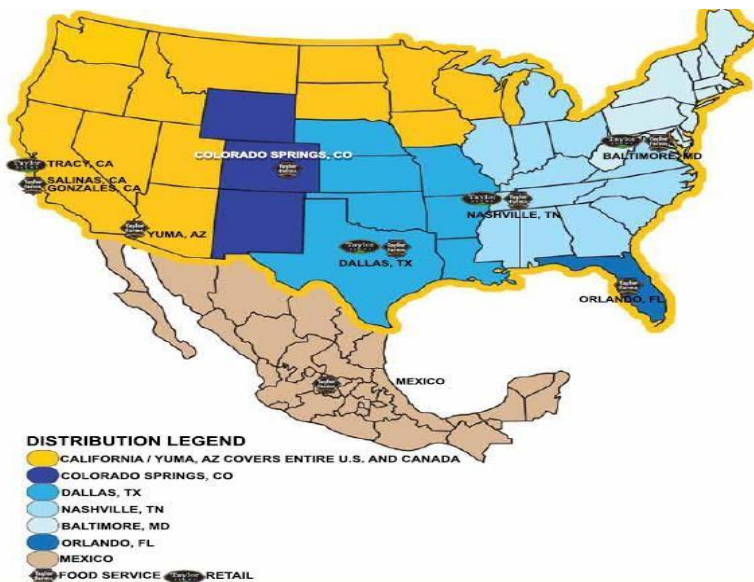 TRACY, CA
SALINAS, CA
GONZALES, CA
YUMA, AZ
COLORADO SPRINGS, CO
Taylor
DALLAS, TX
Taylor
NASHVILLE, TN
BALTIMORE, MD
ORLANDO, FL
MEXICO
DISTRIBUTION LEGEND
CALIFORNIA / YUMA, AZ COVERS ENTIRE U.S. AND CANADA
COLORADO SPRINGS, CO
DALLAS, TX
NASHVILLE, TN
BALTIMORE, MD
ORLANDO, FL
MEXICO
FOOD SERVICE RETAIL